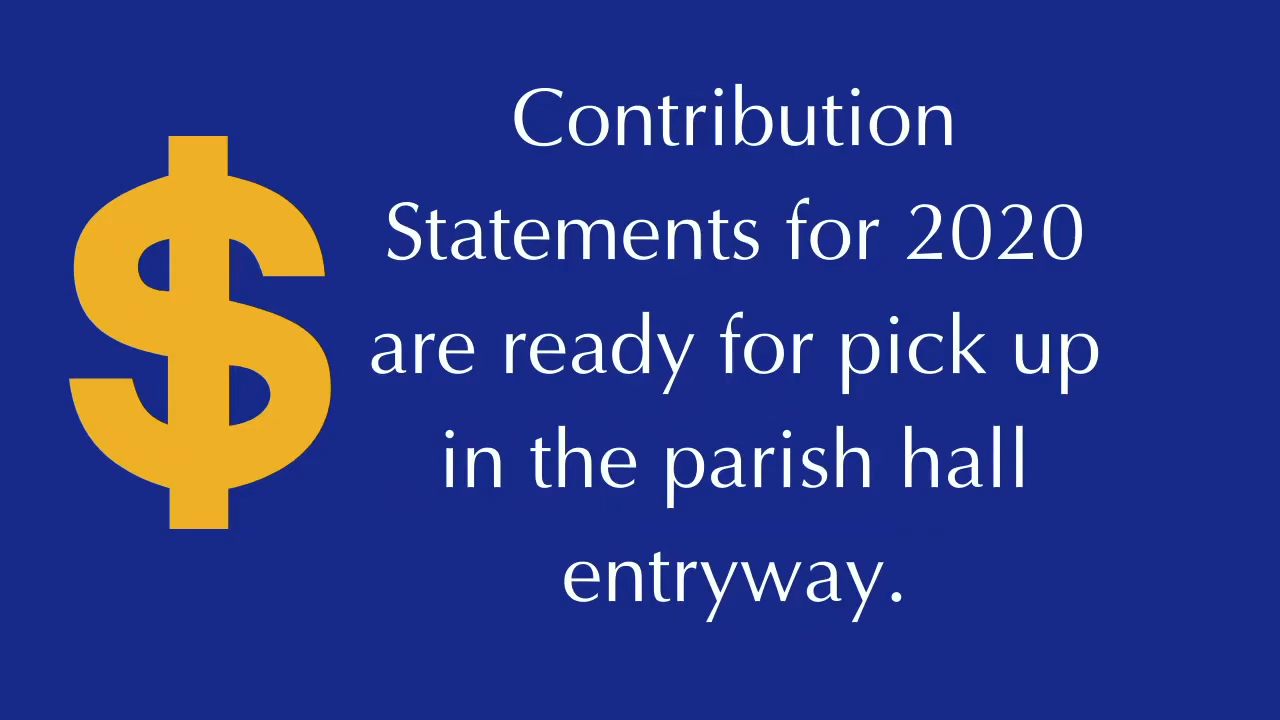 Contribution
Statements for 2020
are ready for pick up
in the parish hall
entryway.